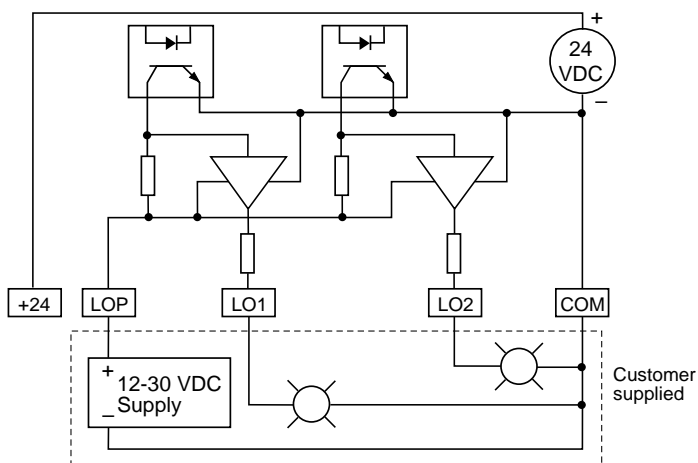 +
24
VDC
–
+24
LOP
LO1
LO2
COM
+
12-30 VDC
– Supply
Customer
supplied